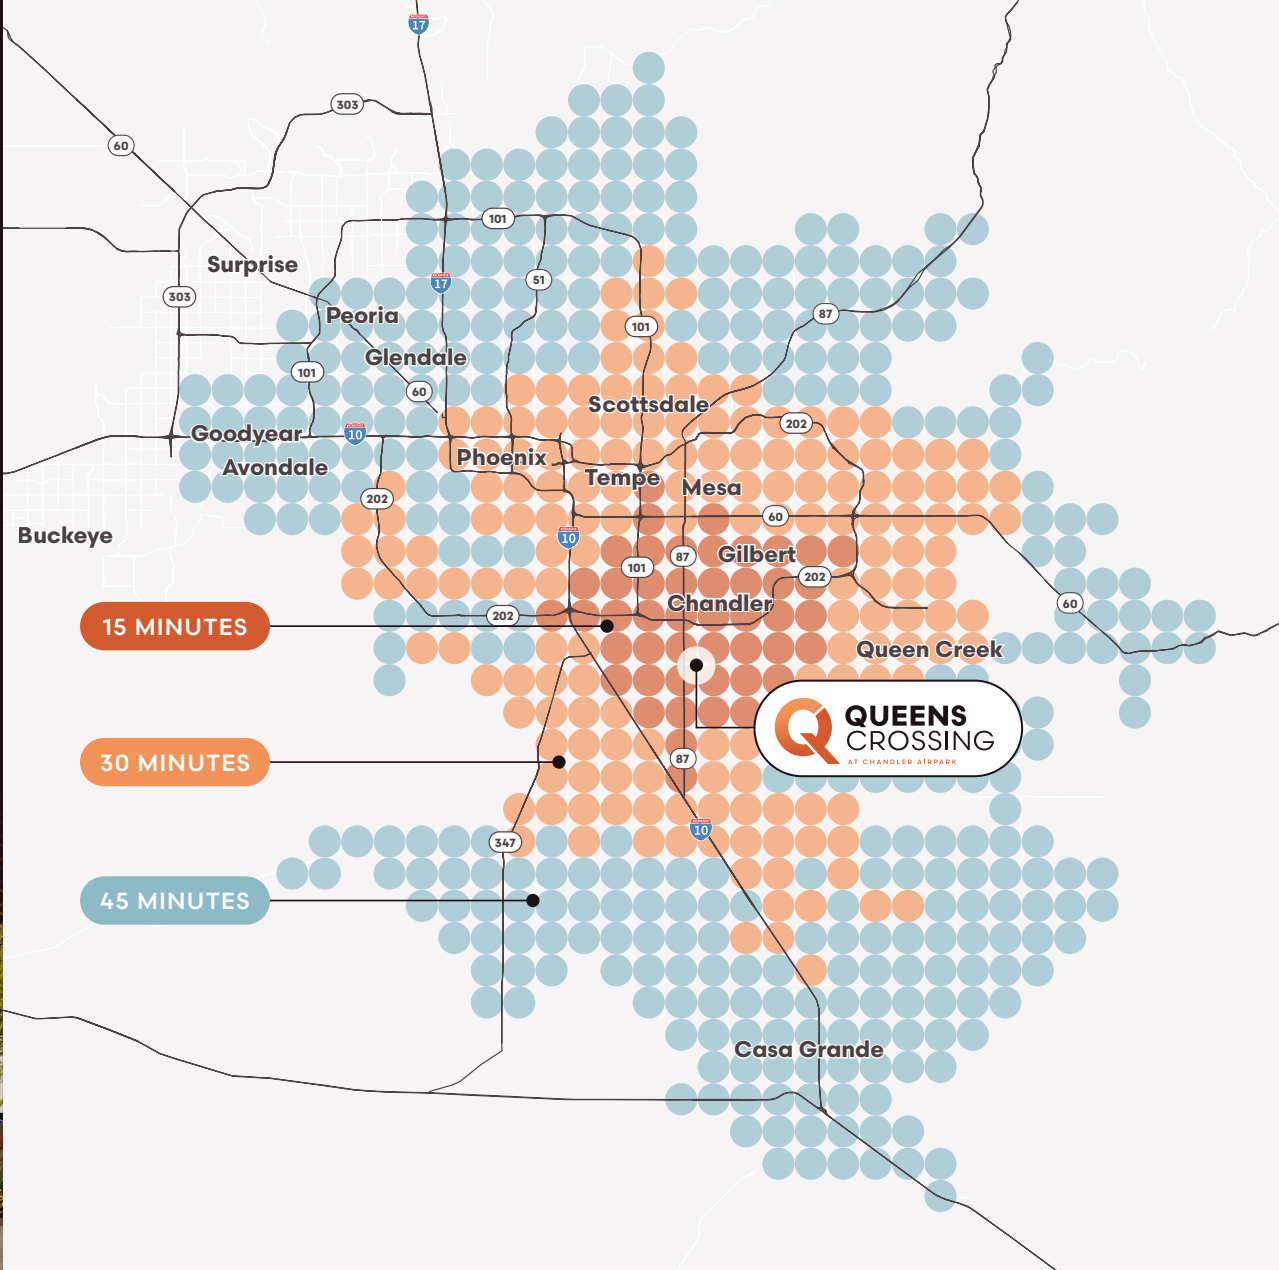 17
303
60
101
Surprise
51
17
303
87
Peoria
101
Glendale
101
60
Scottsdale
202
Goodyear
10
Phoenix
Avondale
Tempe
Mesa
202
60
Buckeye
10
Gilbert
87
101
202
Chandler
60
202
15 MINUTES
Queen Creek
QUEENS
CROSSING
AT CHANDLER AIRPARK
87
30 MINUTES
10
347
45 MINUTES
Casa Grande